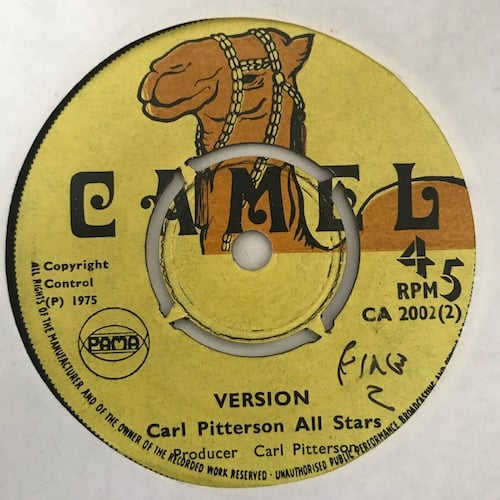 CAMEL
45
RPM
CA 2002(2)
Copyright
Control
(P) 1975
PAMA
VERSION
Carl Pitterson All Stars
Producer Carl Pitterson
ALL RIGHTS OF THE MANUFACTURER AND OF THE OWNER OF THE RECORDED WORK RESERVED · UNAUTHORISED PUBLIC PERFORMANCE BROADCASTING AND